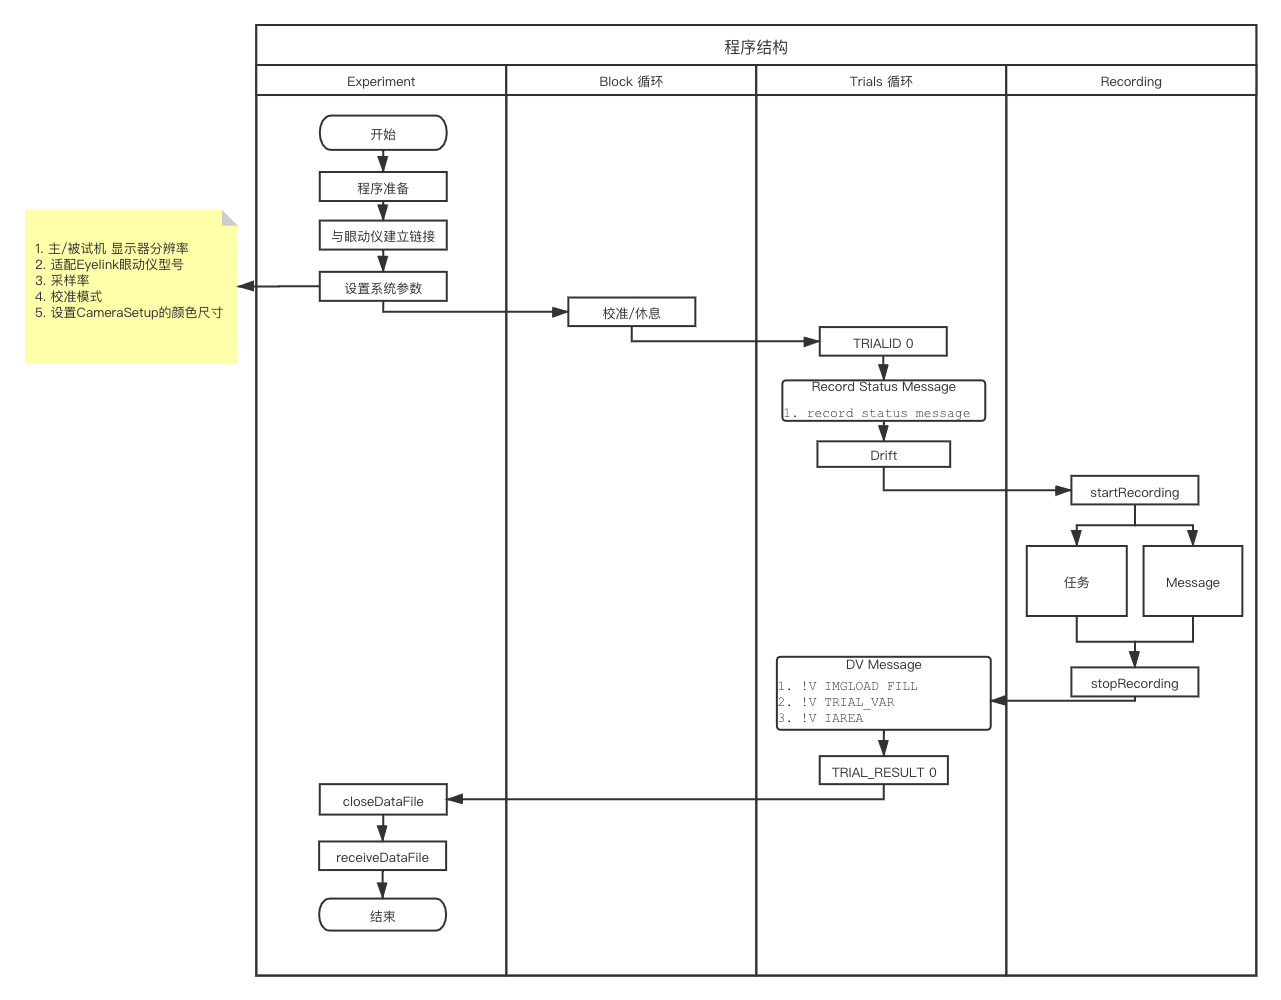 程序结构
Experiment
Block 循环
Trials 循环
Recording
开始
程序准备
与眼动仪建立链接
设置系统参数
1. 主/被试机 显示器分辨率
2. 适配Eyelink眼动仪型号
3. 采样率
4. 校准模式
5. 设置CameraSetup的颜色尺寸
校准/休息
TRIALID 0
Record Status Message
1. record status message
Drift
startRecording
任务
Message
stopRecording
DV Message
1. !V IMGLOAD FILL
2. !V TRIAL_VAR
3. !V IAREA
TRIAL_RESULT 0
closeDataFile
receiveDataFile
结束